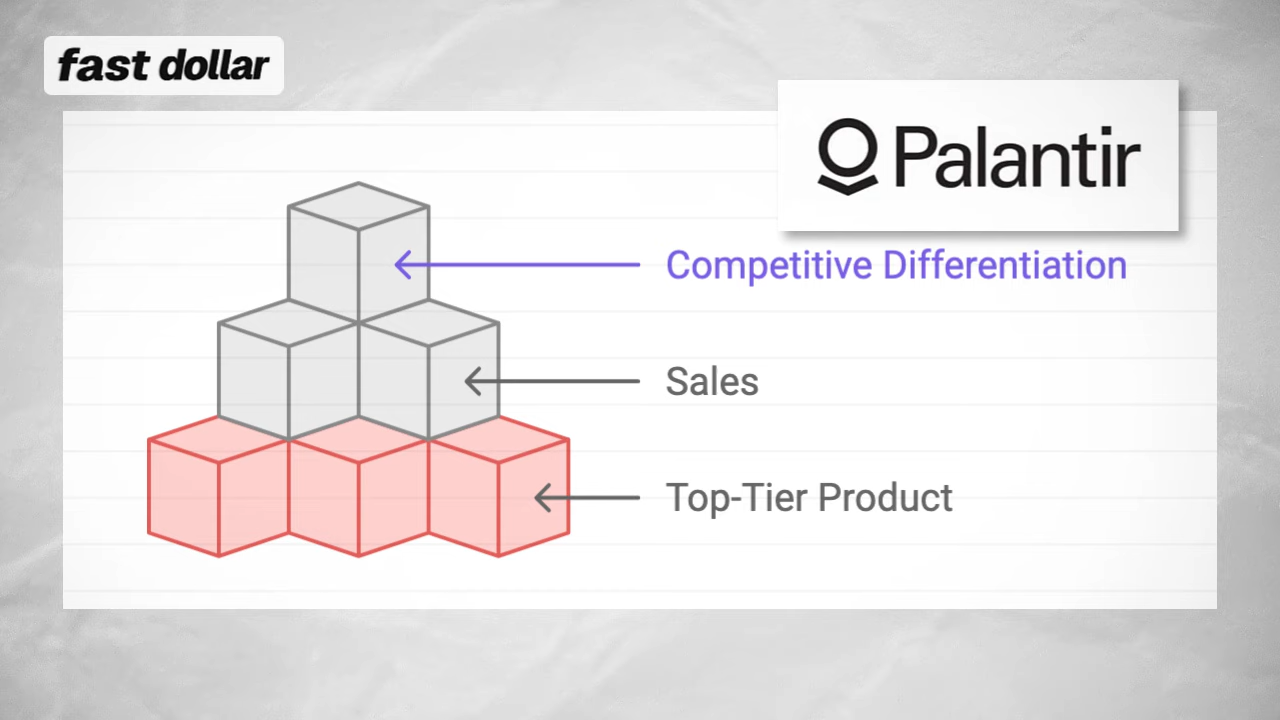 fast dollar
Palantir
Competitive Differentiation
Sales
Top-Tier Product